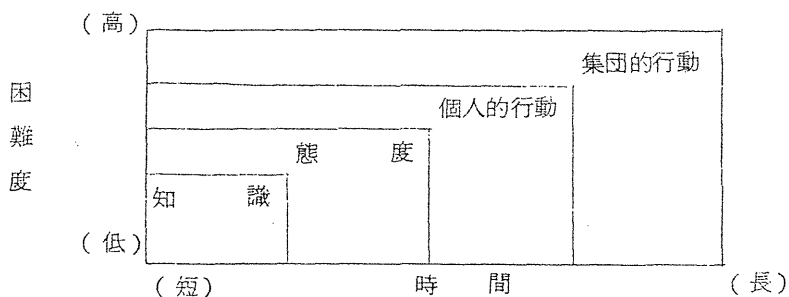 (高)
集団的行動
困難度
個人的行動
態度
知識
(低)
(短) 時間 (長)